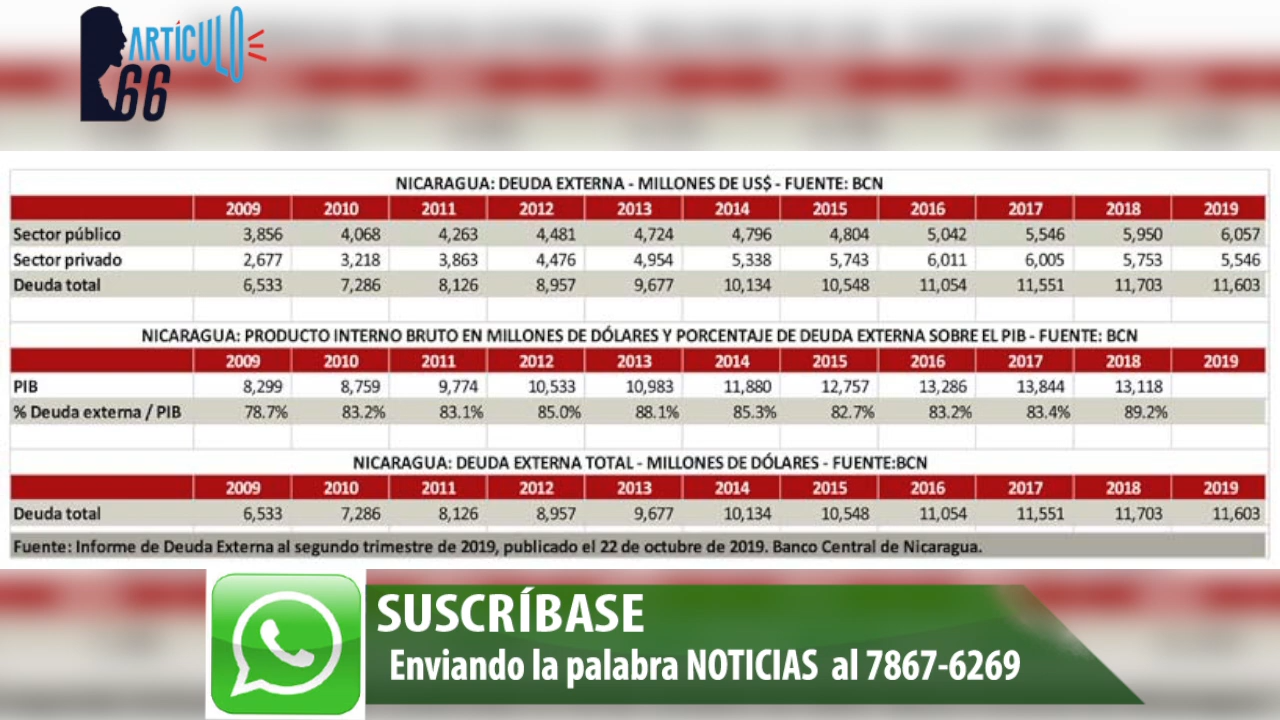 ARTÍCULO
66
NICARAGUA: DEUDA EXTERNA - MILLONES DE US$ - FUENTE: BCN
2009 2010 2011 2012 2013 2014 2015 2016 2017 2018 2019
Sector público 3,856 4,068 4,263 4,481 4,724 4,796 4,804 5,042 5,546 5,950 6,057
Sector privado 2,677 3,218 3,863 4,476 4,954 5,338 5,743 6,011 6,005 5,753 5,546
Deuda total 6,533 7,286 8,126 8,957 9,677 10,134 10,548 11,054 11,551 11,703 11,603
NICARAGUA: PRODUCTO INTERNO BRUTO EN MILLONES DE DÓLARES Y PORCENTAJE DE DEUDA EXTERNA SOBRE EL PIB - FUENTE: BCN
2009 2010 2011 2012 2013 2014 2015 2016 2017 2018 2019
PIB 8,299 8,759 9,774 10,533 10,983 11,880 12,757 13,286 13,844 13,118
% Deuda externa / PIB 78.7% 83.2% 83.1% 85.0% 88.1% 85.3% 82.7% 83.2% 83.4% 89.2%
NICARAGUA: DEUDA EXTERNA TOTAL - MILLONES DE DÓLARES - FUENTE:BCN
2009 2010 2011 2012 2013 2014 2015 2016 2017 2018 2019
Deuda total 6,533 7,286 8,126 8,957 9,677 10,134 10,548 11,054 11,551 11,703 11,603
Fuente: Informe de Deuda Externa al segundo trimestre de 2019, publicado el 22 de octubre de 2019. Banco Central de Nicaragua.
SUSCRÍBASE
Enviando la palabra NOTICIAS al 7867-6269